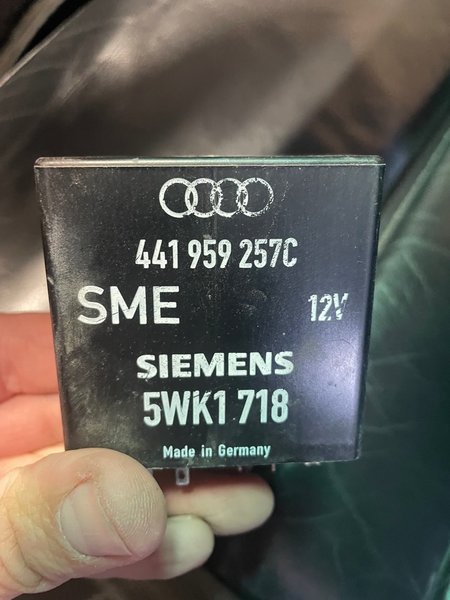 441 959 257C
SME 12V
SIEMENS
5WK1 718
Made in Germany